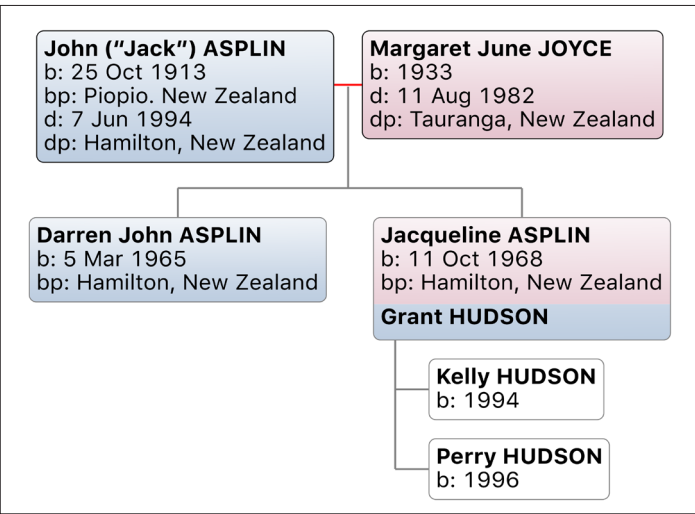 John (“Jack”) ASPLIN
b: 25 Oct 1913
bp: Piopio. New Zealand
d: 7 Jun 1994
dp: Hamilton, New Zealand
Margaret June JOYCE
b: 1933
d: 11 Aug 1982
dp: Tauranga, New Zealand
Darren John ASPLIN
b: 5 Mar 1965
bp: Hamilton, New Zealand
Jacqueline ASPLIN
b: 11 Oct 1968
bp: Hamilton, New Zealand
Grant HUDSON
Kelly HUDSON
b: 1994
Perry HUDSON
b: 1996